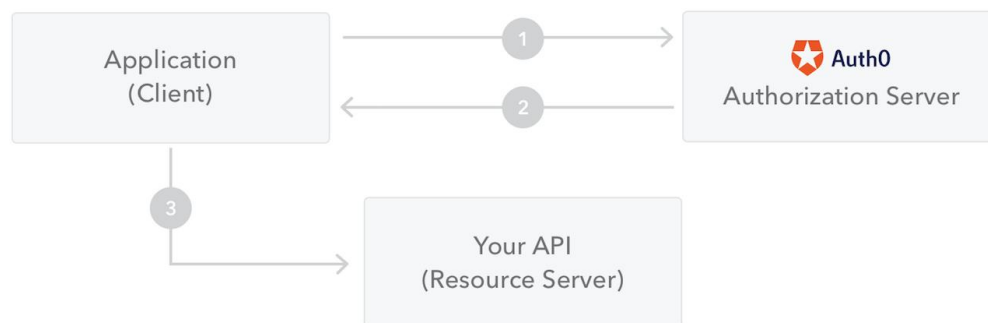 Application
(Client)
1
Auth0
Authorization Server
2
3
Your API
(Resource Server)